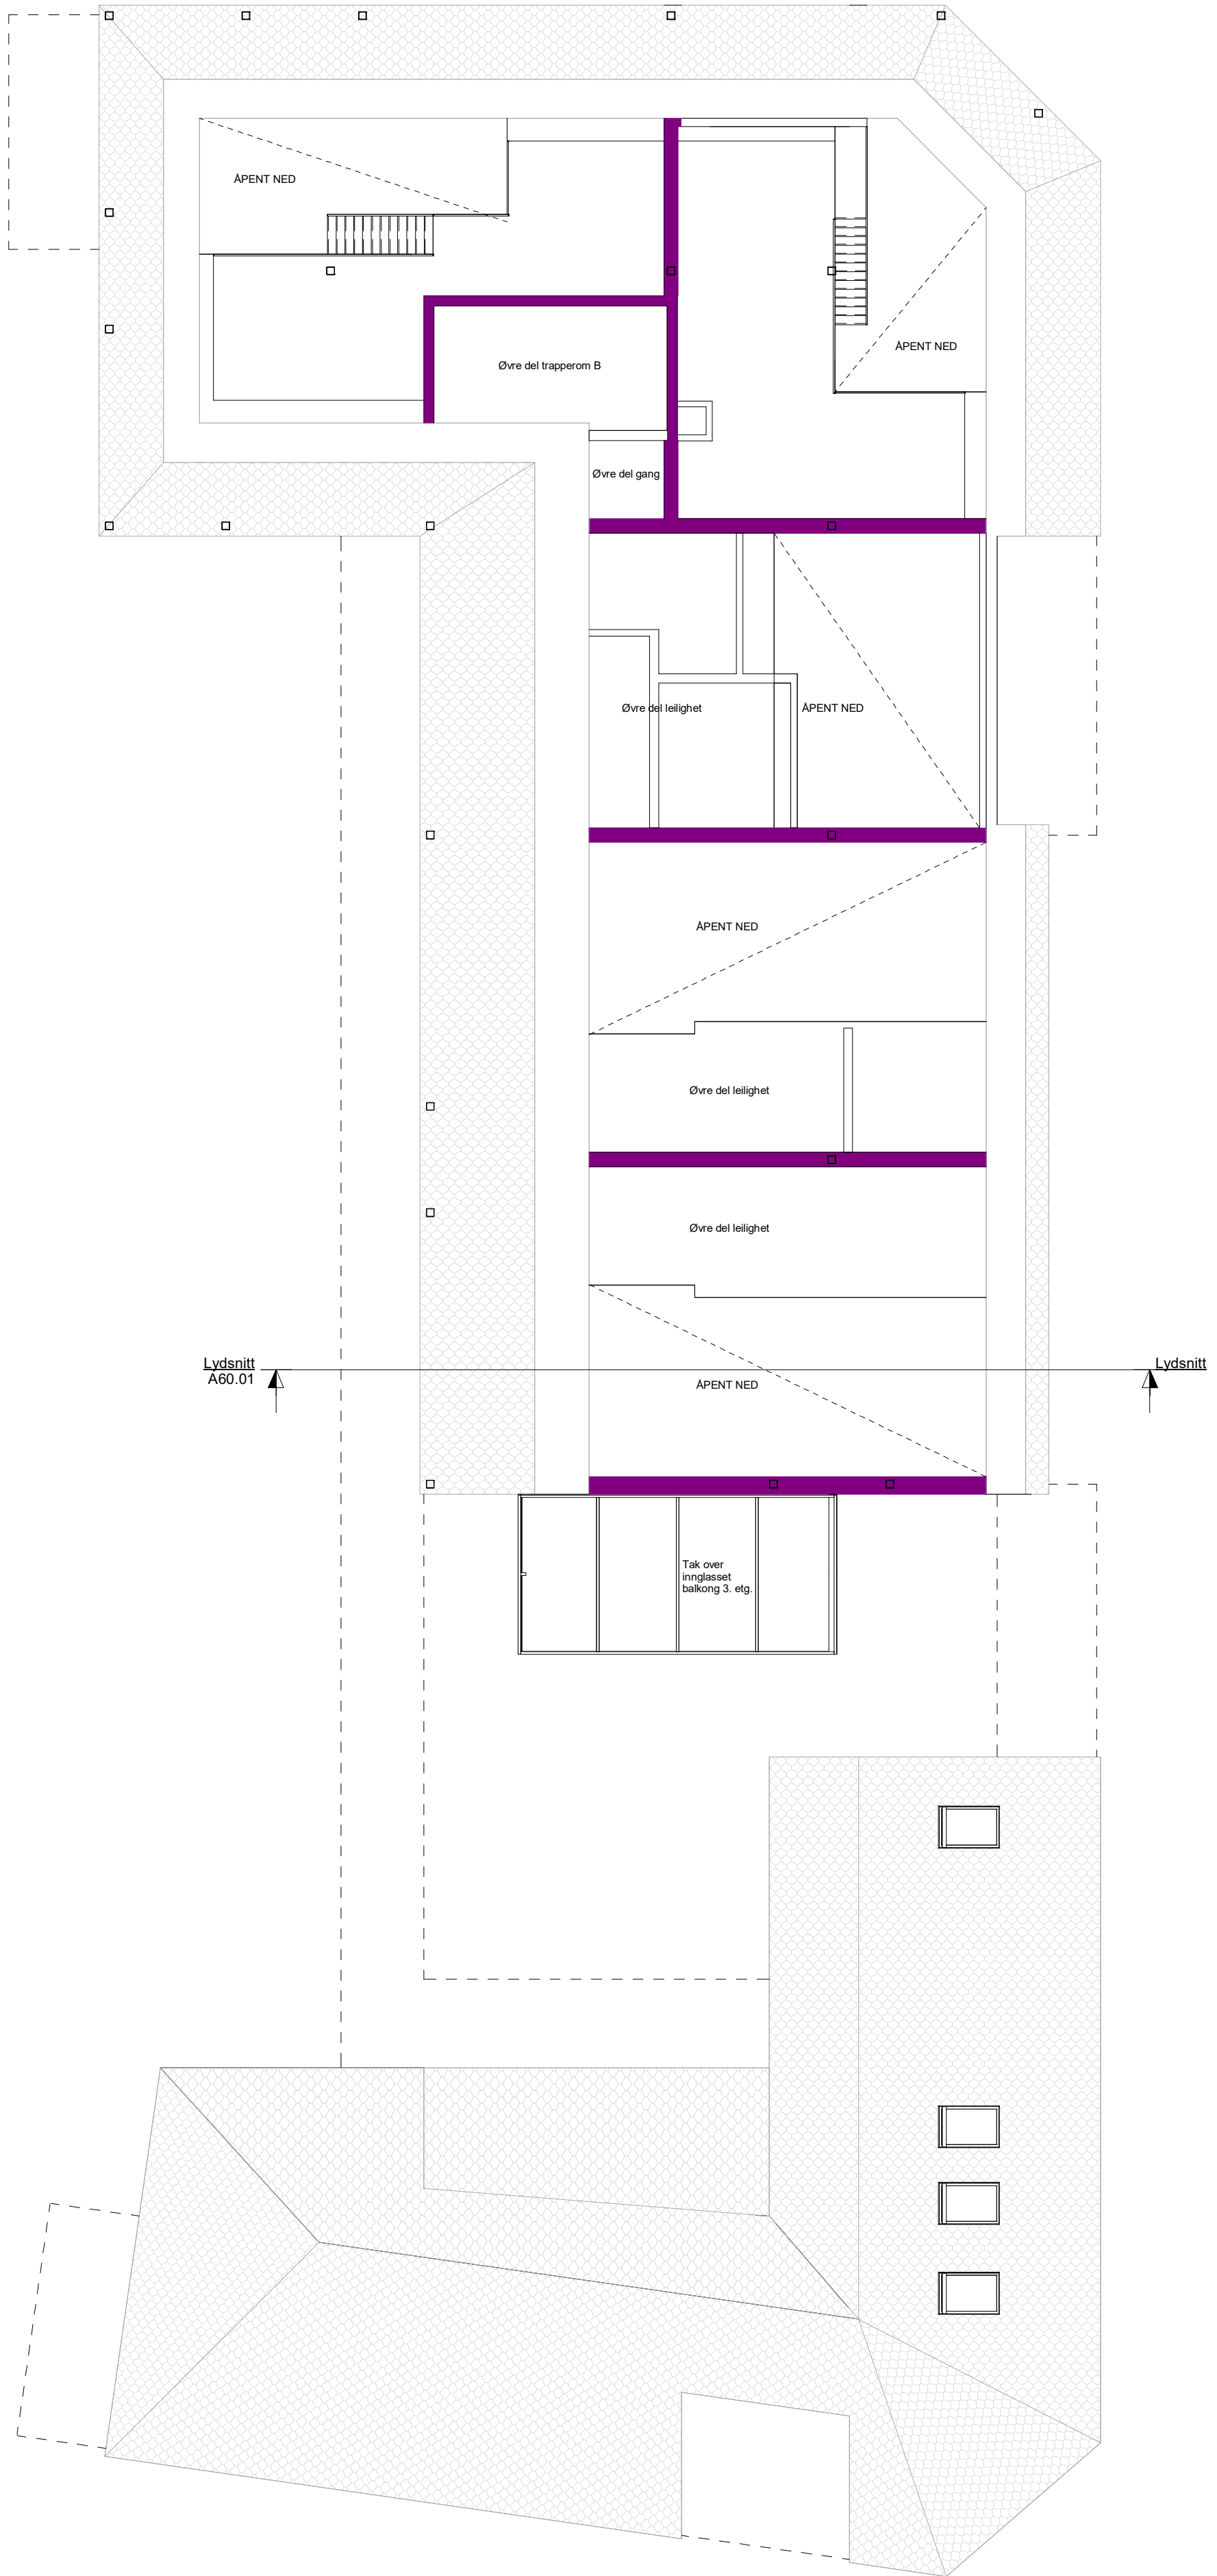 ÅPENT NED
ÅPENT NED
Øvre del trapperom B
Øvre del gang
Øvre del leilighet
ÅPENT NED
ÅPENT NED
Øvre del leilighet
Øvre del leilighet
Lydsnitt
A60.01
Lydsnitt
ÅPENT NED
Tak over
innglasset
balkong 3. etg.